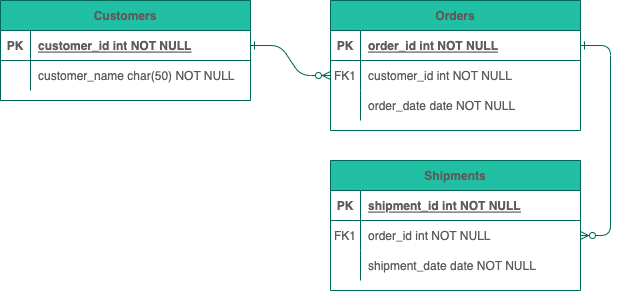 Customers
PK customer_id int NOT NULL
customer_name char(50) NOT NULL
Orders
PK order_id int NOT NULL
FK1 customer_id int NOT NULL
order_date date NOT NULL
Shipments
PK shipment_id int NOT NULL
FK1 order_id int NOT NULL
shipment_date date NOT NULL